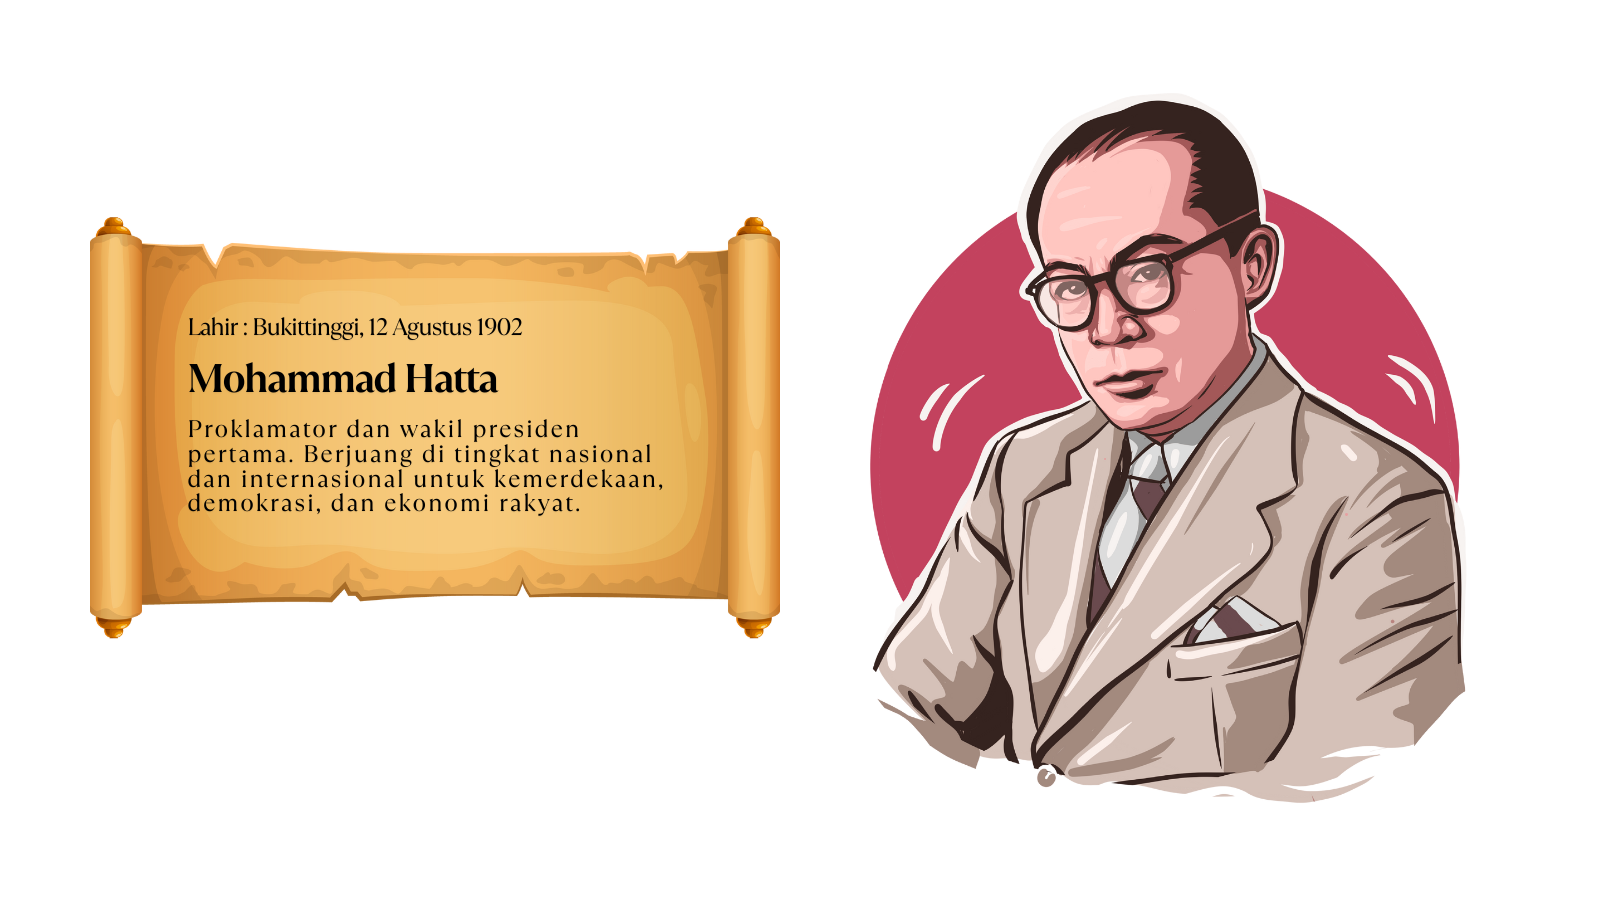 Lahir : Bukittinggi, 12 Agustus 1902
Mohammad Hatta
Proklamator dan wakil presiden
pertama. Berjuang di tingkat nasional
dan internasional untuk kemerdekaan,
demokrasi, dan ekonomi rakyat.